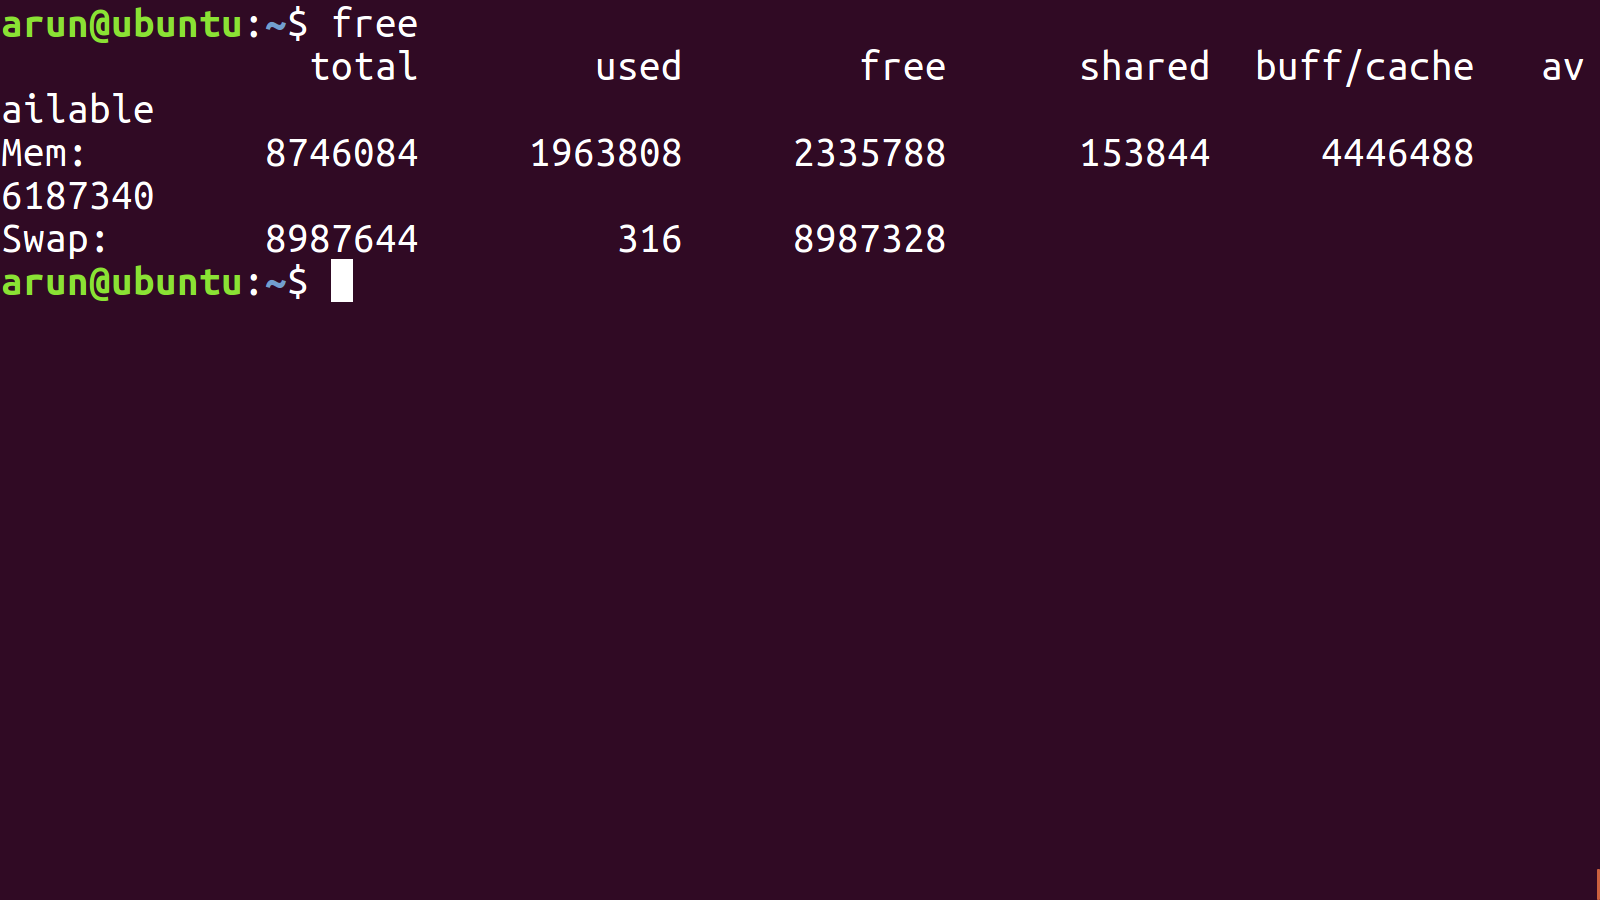 arun@ubuntu:~$ free
              total        used        free      shared  buff/cache   av
ailable
Mem:        8746084     1963808     2335788      153844     4446488     
6187340
Swap:       8987644         316     8987328
arun@ubuntu:~$